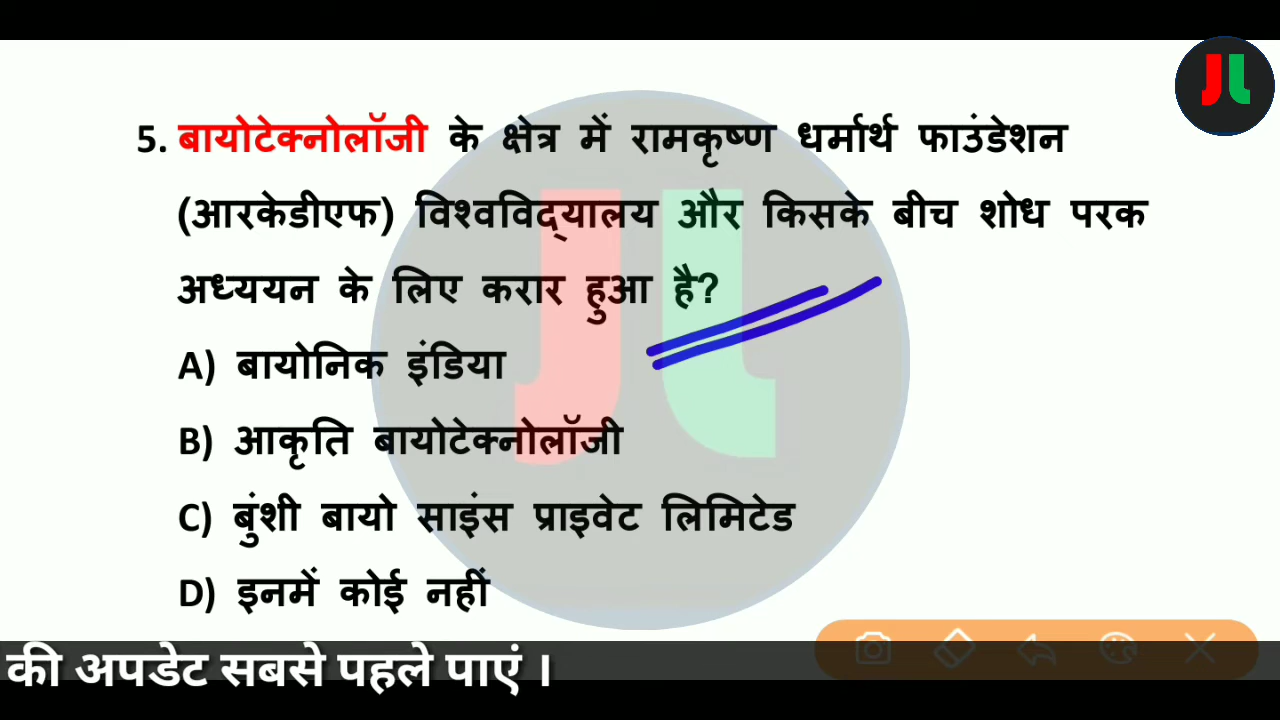 JL
5. बायोटेक्नोलॉजी के क्षेत्र में रामकृष्ण धर्मार्थ फाउंडेशन
(आरकेडीएफ) विश्वविद्यालय और किसके बीच शोध परक
अध्ययन के लिए करार हुआ है?
A) बायोनिक इंडिया
B) आकृति बायोटेक्नोलॉजी
C) बुंशी बायो साइंस प्राइवेट लिमिटेड
D) इनमें कोई नहीं
की अपडेट सबसे पहले पाएं ।